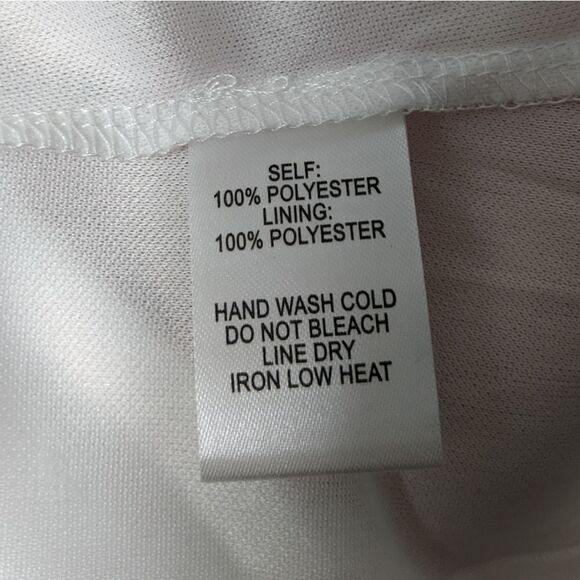 SELF:
100% POLYESTER
LINING:
100% POLYESTER
HAND WASH COLD
DO NOT BLEACH
LINE DRY
IRON LOW HEAT